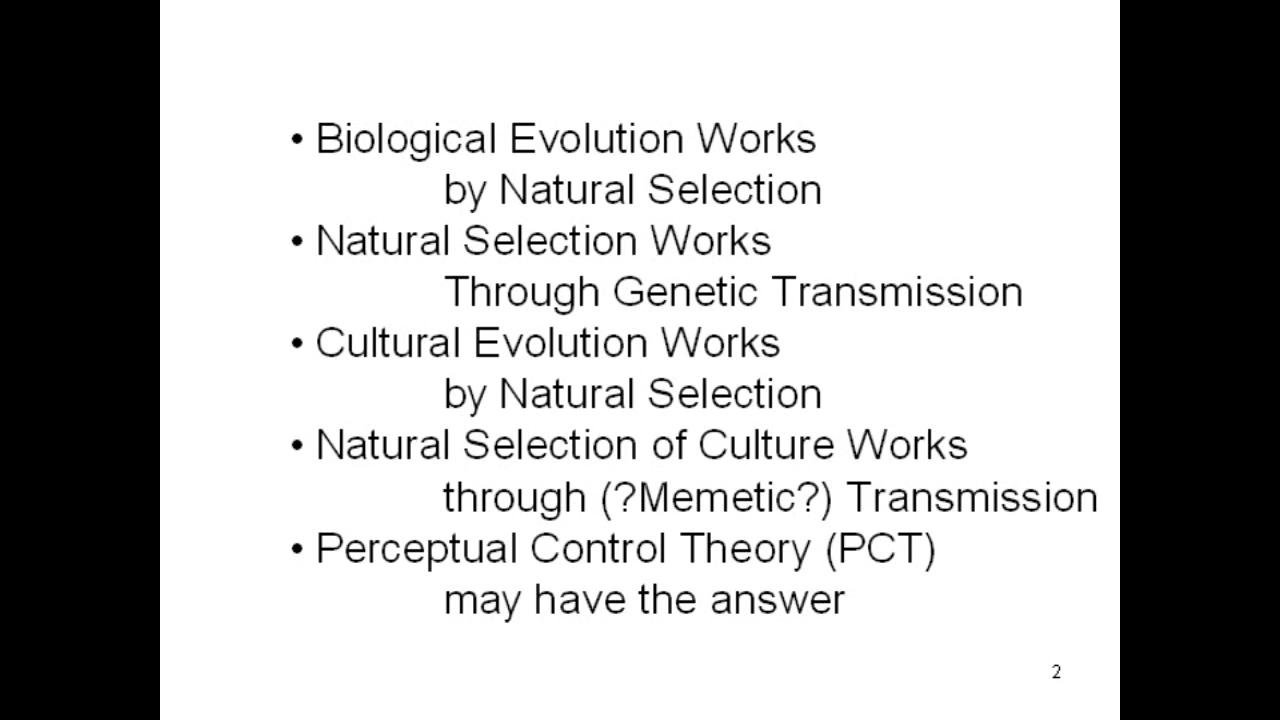 • Biological Evolution Works
by Natural Selection
• Natural Selection Works
Through Genetic Transmission
• Cultural Evolution Works
by Natural Selection
• Natural Selection of Culture Works
through (?Memetic?) Transmission
• Perceptual Control Theory (PCT)
may have the answer
2